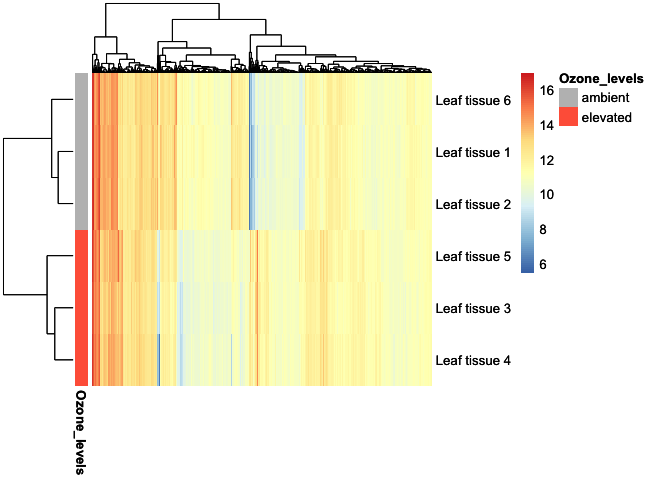 Ozone_levels
ambient
elevated
16
14
12
10
8
6
Leaf tissue 6
Leaf tissue 1
Leaf tissue 2
Leaf tissue 5
Leaf tissue 3
Leaf tissue 4
Ozone_levels